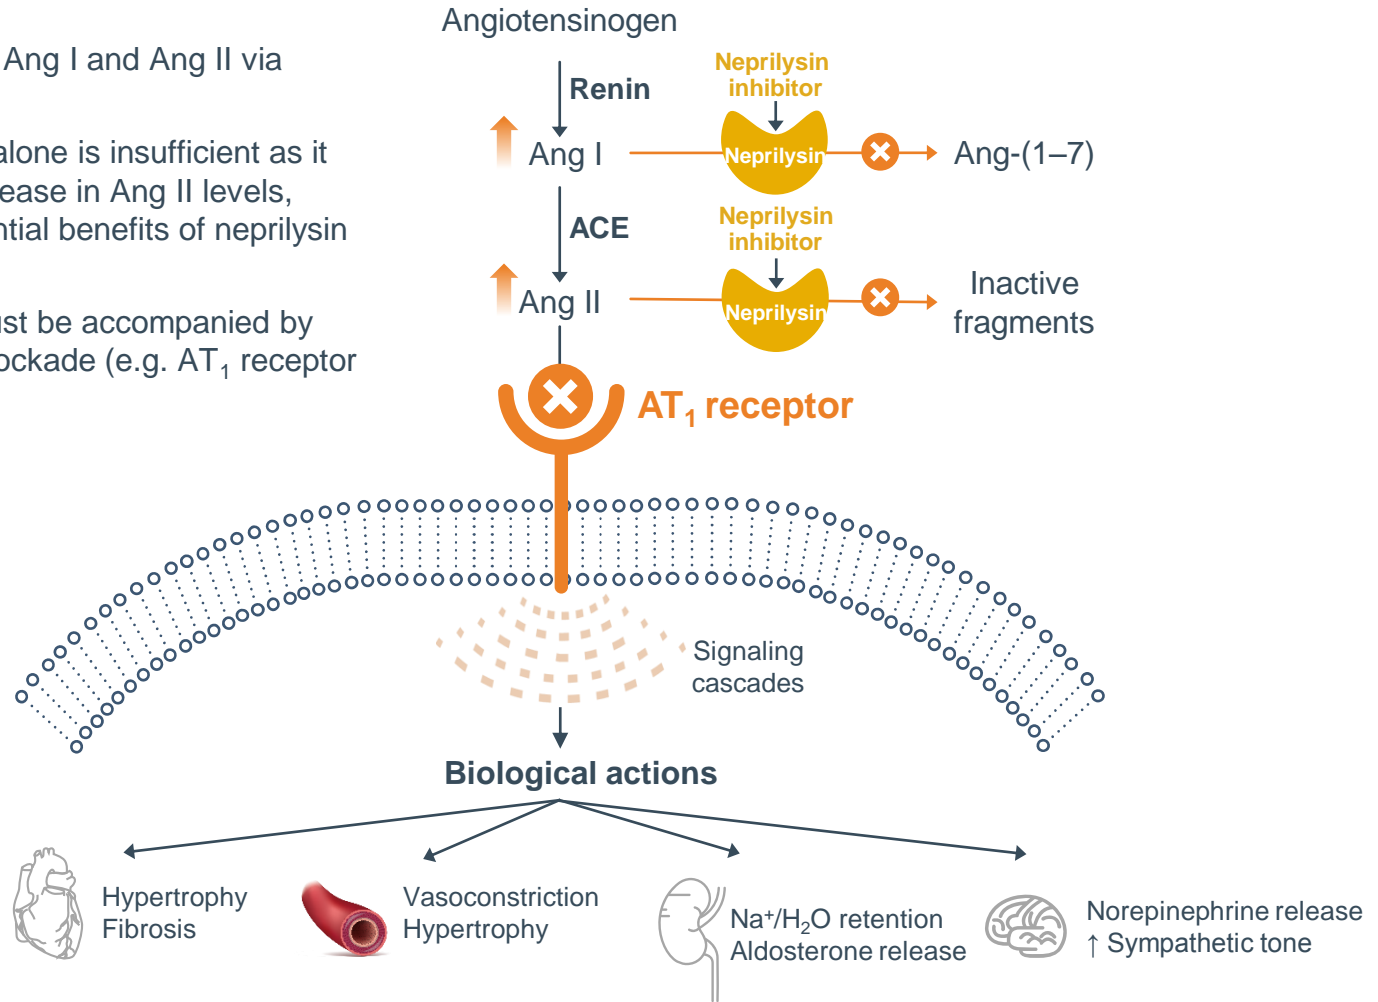 Ang I and Ang II via
alone is insufficient as it
ease in Ang II levels,
ntial benefits of neprilysin
ust be accompanied by
ockade (e.g. AT₁ receptor
Angiotensinogen
Renin
Neprilysin
inhibitor
Ang I
Neprilysin
Ang-(1–7)
ACE
Neprilysin
inhibitor
Ang II
Neprilysin
Inactive
fragments
AT₁ receptor
Signaling
cascades
Biological actions
Hypertrophy
Fibrosis
Vasoconstriction
Hypertrophy
Na⁺/H₂O retention
Aldosterone release
Norepinephrine release
↑ Sympathetic tone